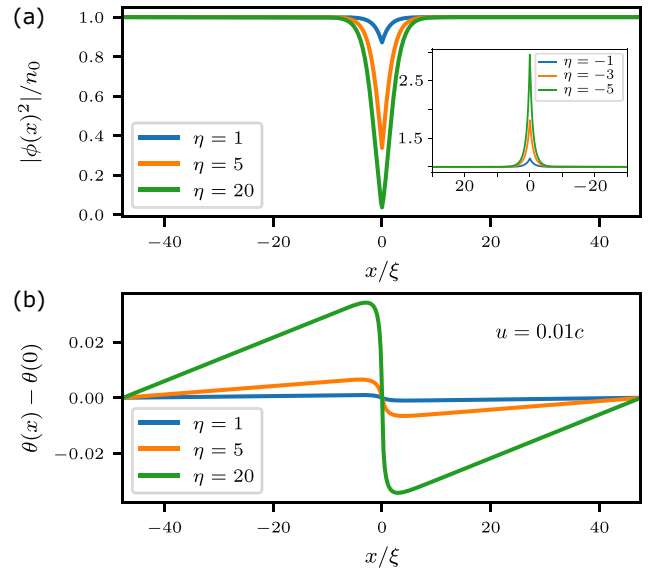 (a)
1.0
0.8
0.6
0.4
0.2
0.0
|ϕ(x)²|/n₀
η = 1
η = 5
η = 20
η = −1
η = −3
η = −5
2.5
1.5
20 0 −20
−40 −20 0 20 40
x/ξ
(b)
u = 0.01c
0.02
0.00
−0.02
θ(x) − θ(0)
η = 1
η = 5
η = 20
−40 −20 0 20 40
x/ξ